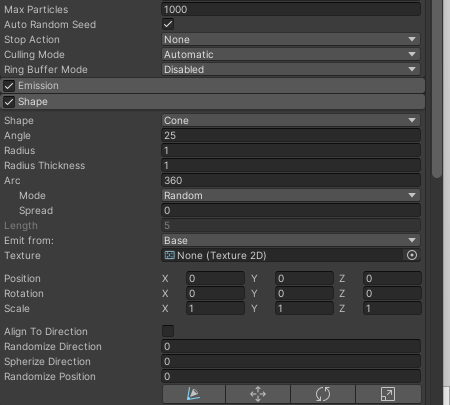 Max Particles 1000
Auto Random Seed
Stop Action None
Culling Mode Automatic
Ring Buffer Mode Disabled
Emission
Shape
Shape Cone
Angle 25
Radius 1
Radius Thickness 1
Arc 360
Mode Random
Spread 0
Length 5
Emit from: Base
Texture None (Texture 2D)
Position X 0 Y 0 Z 0
Rotation X 0 Y 0 Z 0
Scale X 1 Y 1 Z 1
Align To Direction
Randomize Direction 0
Spherize Direction 0
Randomize Position 0